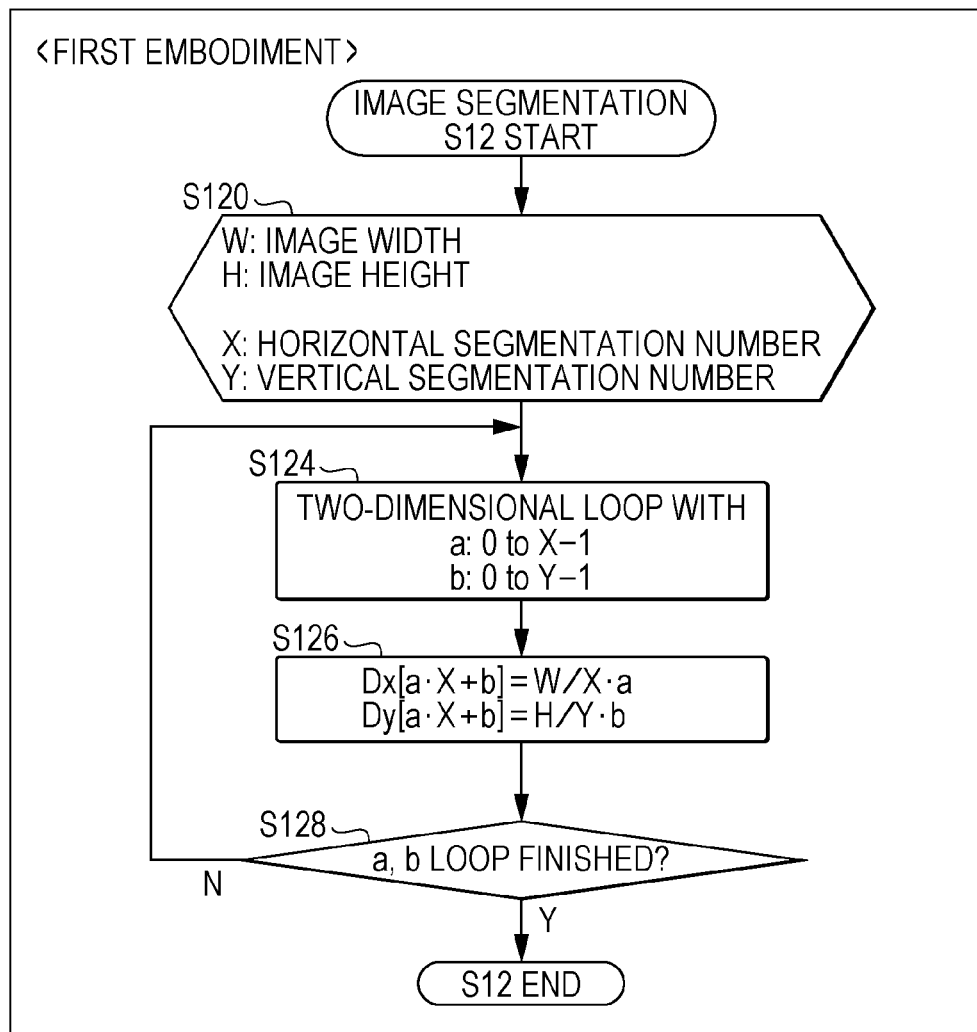 <FIRST EMBODIMENT>
IMAGE SEGMENTATION
S12 START
S120
W: IMAGE WIDTH
H: IMAGE HEIGHT
X: HORIZONTAL SEGMENTATION NUMBER
Y: VERTICAL SEGMENTATION NUMBER
S124
TWO-DIMENSIONAL LOOP WITH
a: 0 to X−1
b: 0 to Y−1
S126
Dx[a·X+b]=W/X·a
Dy[a·X+b]=H/Y·b
S128
a, b LOOP FINISHED?
N
Y
S12 END